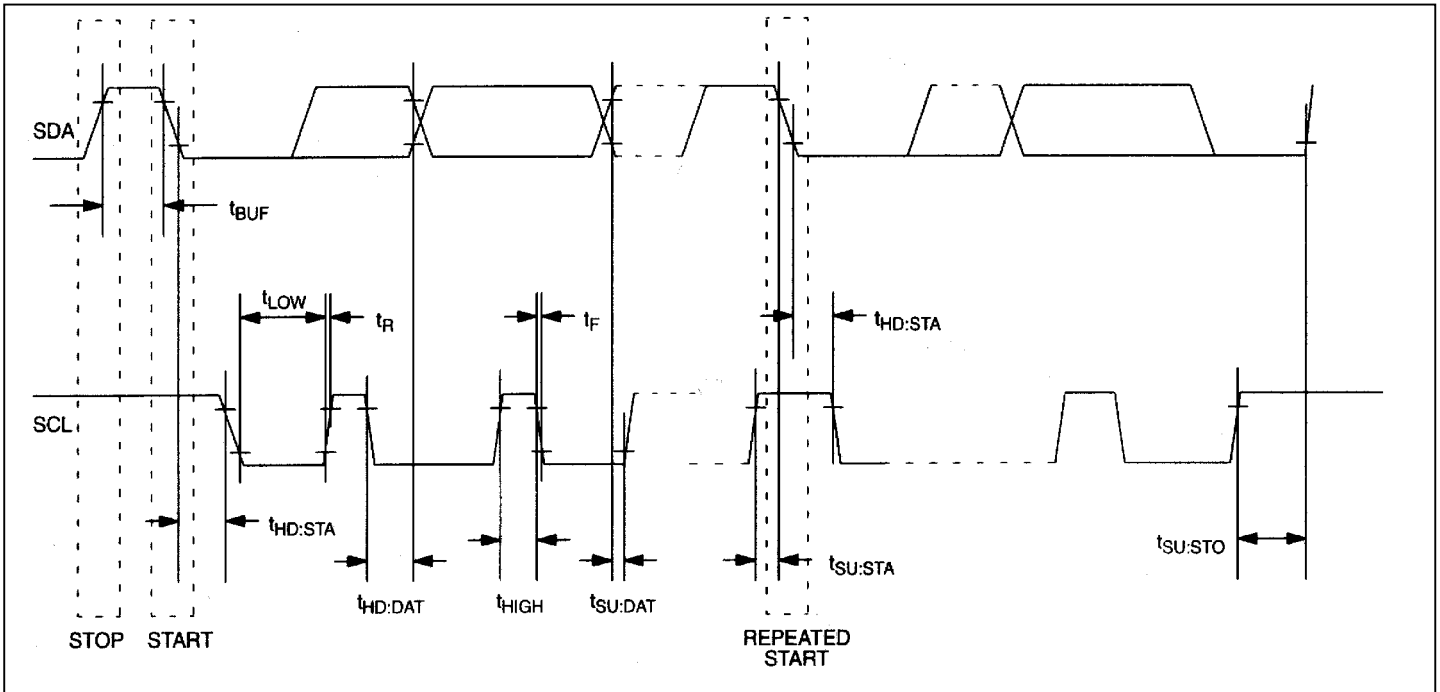 SDA
tBUF
tLOW
tR
tF
tHD:STA
SCL
tHD:STA
tSU:STA
tSU:STO
tHD:DAT
tHIGH
tSU:DAT
STOP
START
REPEATED
START